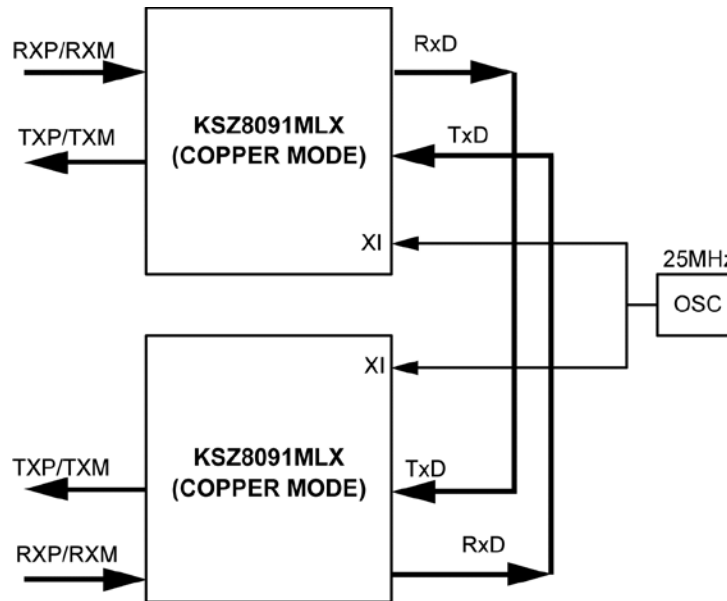 RXP/RXM
RxD
KSZ8091MLX
(COPPER MODE)
TXP/TXM
TxD
XI
25MHz
OSC
XI
KSZ8091MLX
(COPPER MODE)
TXP/TXM
TxD
RXP/RXM
RxD